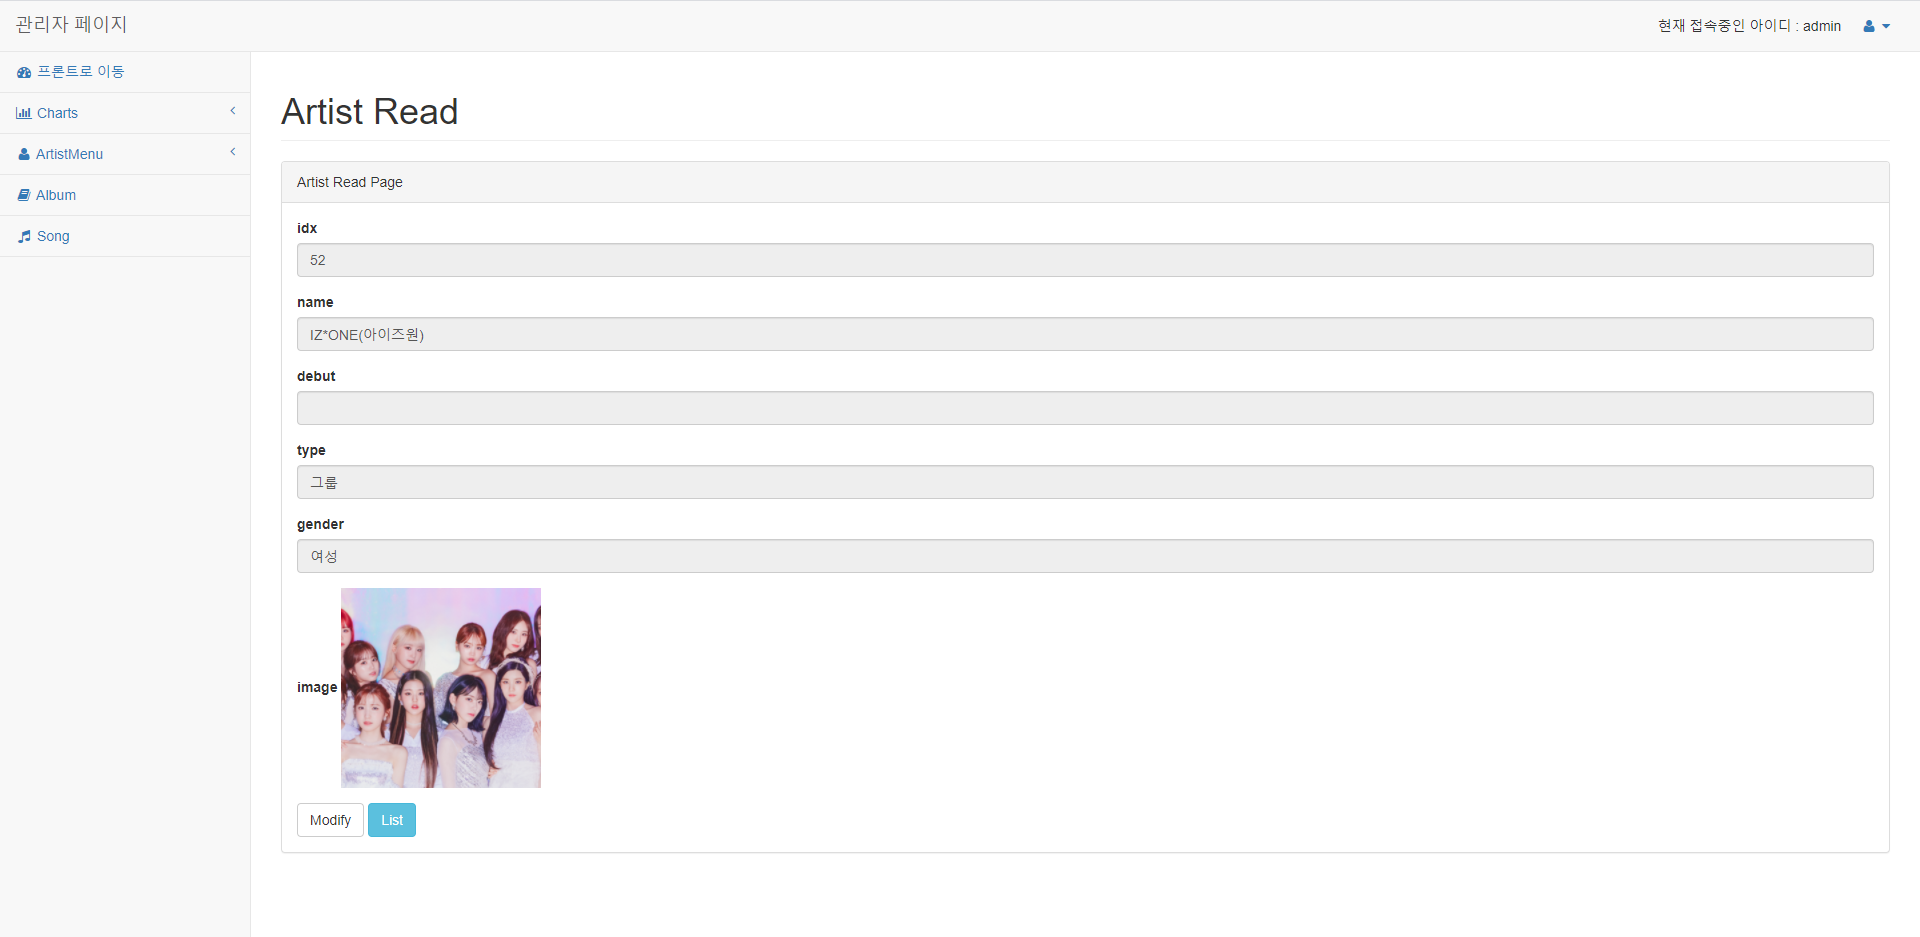 관리자 페이지
현재 접속중인 아이디 : admin
프론트로 이동
Charts
ArtistMenu
Album
Song
Artist Read
Artist Read Page
idx
52
name
IZ*ONE(아이즈원)
debut
type
그룹
gender
여성
image
Modify List